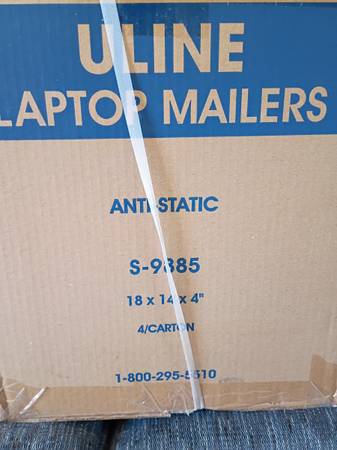 ULINE
LAPTOP MAILERS
ANTI-STATIC
S-9885
18 x 14 x 4"
4/CARTON
1-800-295-5510